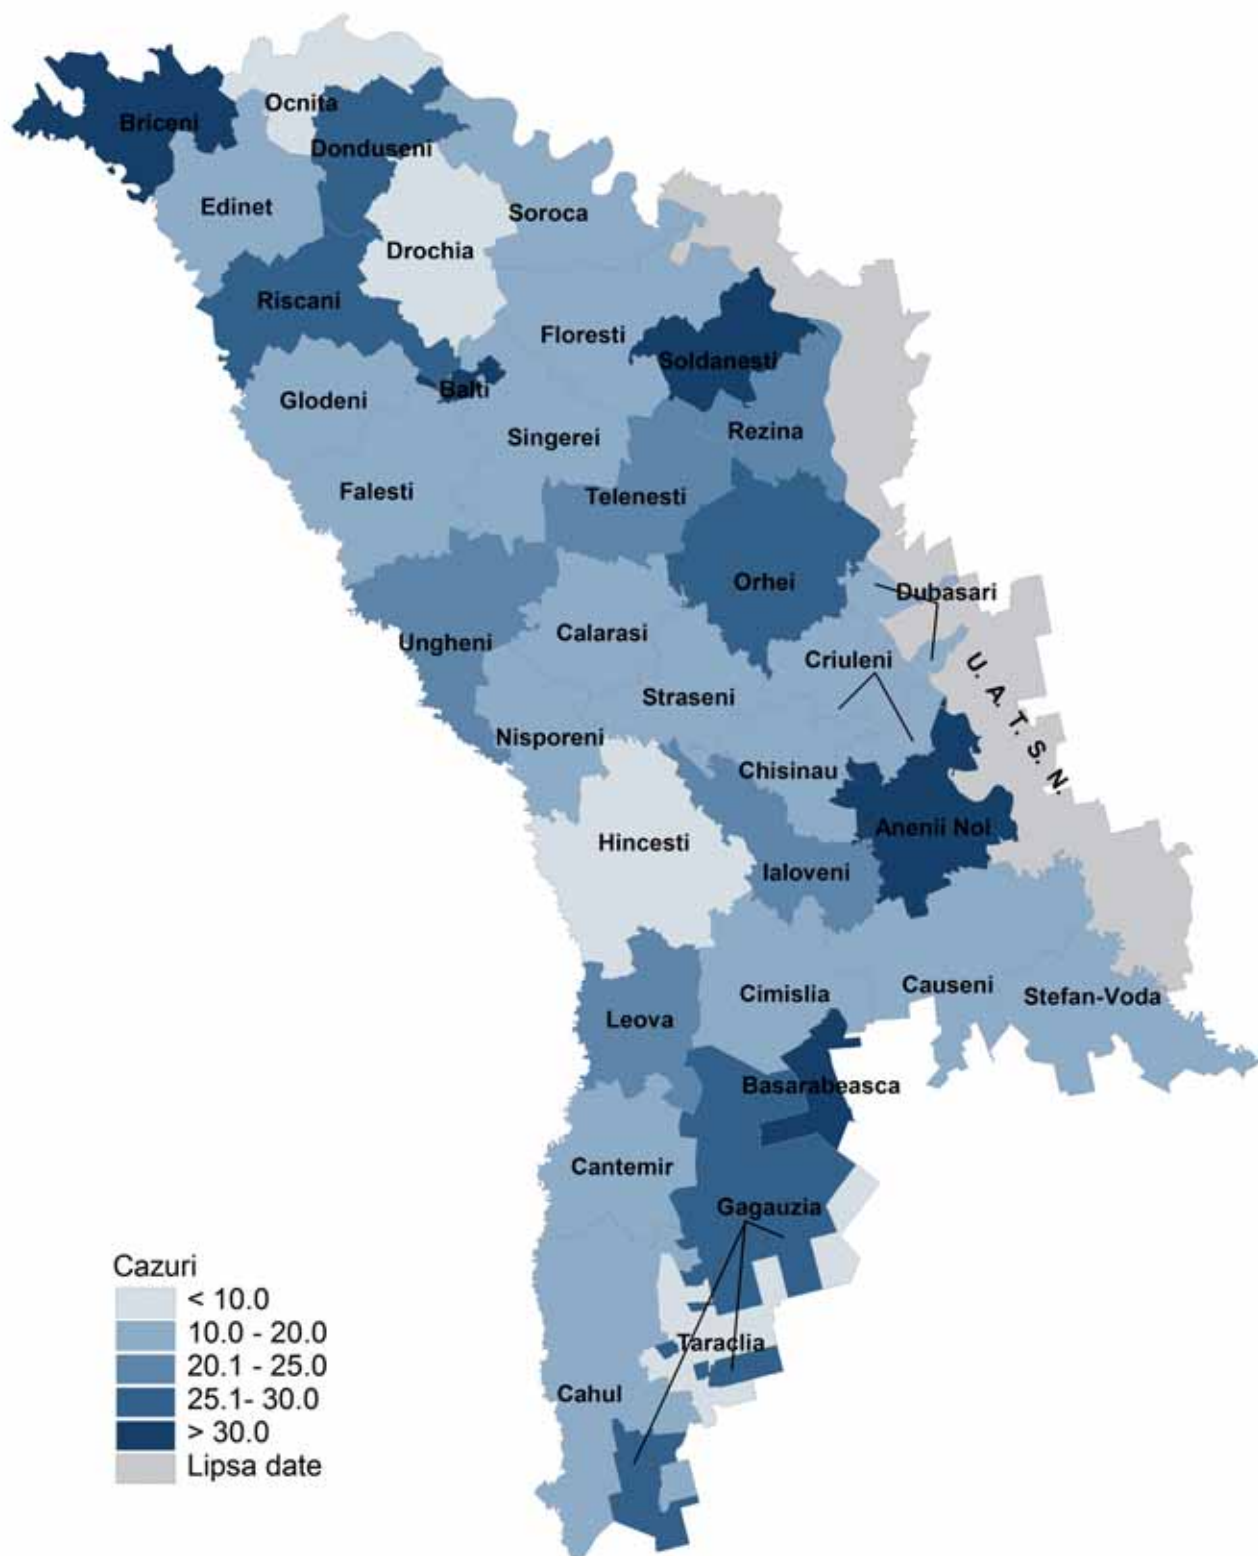 Ocnita
Briceni
Donduseni
Edinet
Soroca
Drochia
Riscani
Floresti
Soldanesti
Balti
Glodeni
Rezina
Singerei
Falesti
Telenesti
Orhei
Dubasari
Calarasi
Ungheni
Criuleni
U. A. T. S. N.
Straseni
Nisporeni
Chisinau
Anenii NoI
Hincesti
Ialoveni
Causeni
Cimislia
Stefan-Voda
Leova
Basarabeasca
Cantemir
Gagauzia
Taraclia
Cahul
Cazuri
< 10.0
10.0 - 20.0
20.1 - 25.0
25.1- 30.0
> 30.0
Lipsa date